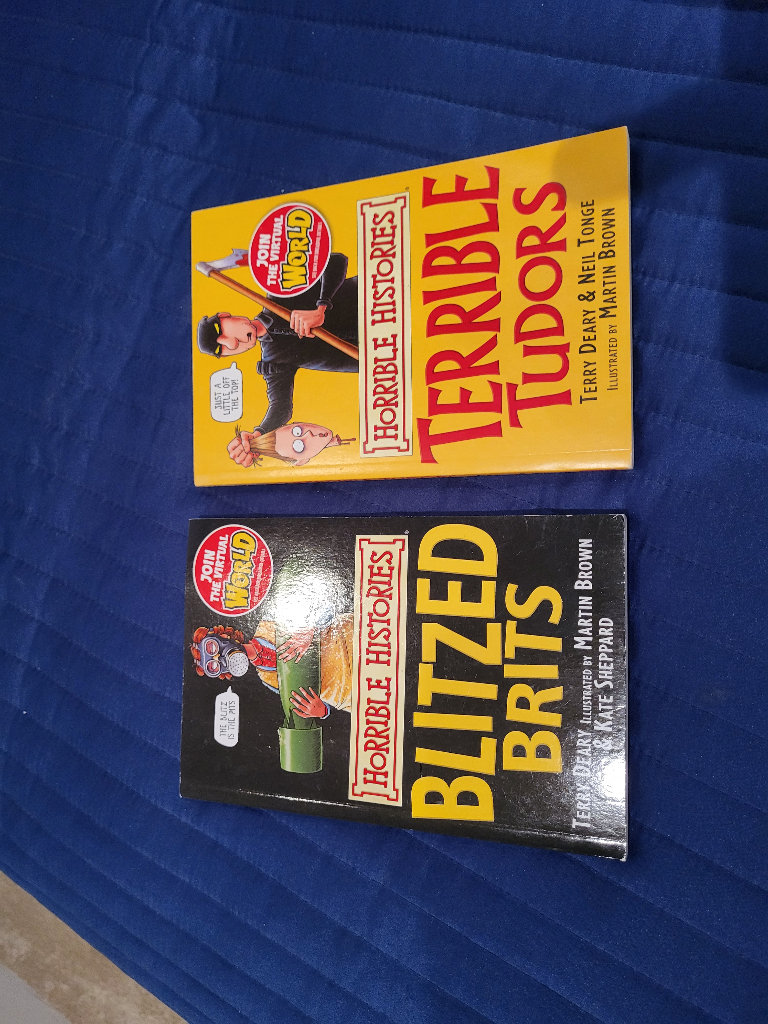 JUST A
LITTLE OFF
THE TOP!
JOIN
THE VIRTUAL
WORLD
HORRIBLE HISTORIES
TERRIBLE
TUDORS
TERRY DEARY & NEIL TONGE
ILLUSTRATED BY MARTIN BROWN
THE BLITZ
IS THE PITS
JOIN
THE VIRTUAL
WORLD
HORRIBLE HISTORIES
BLITZED
BRITS
TERRY DEARY ILLUSTRATED BY MARTIN BROWN
& KATE SHEPPARD